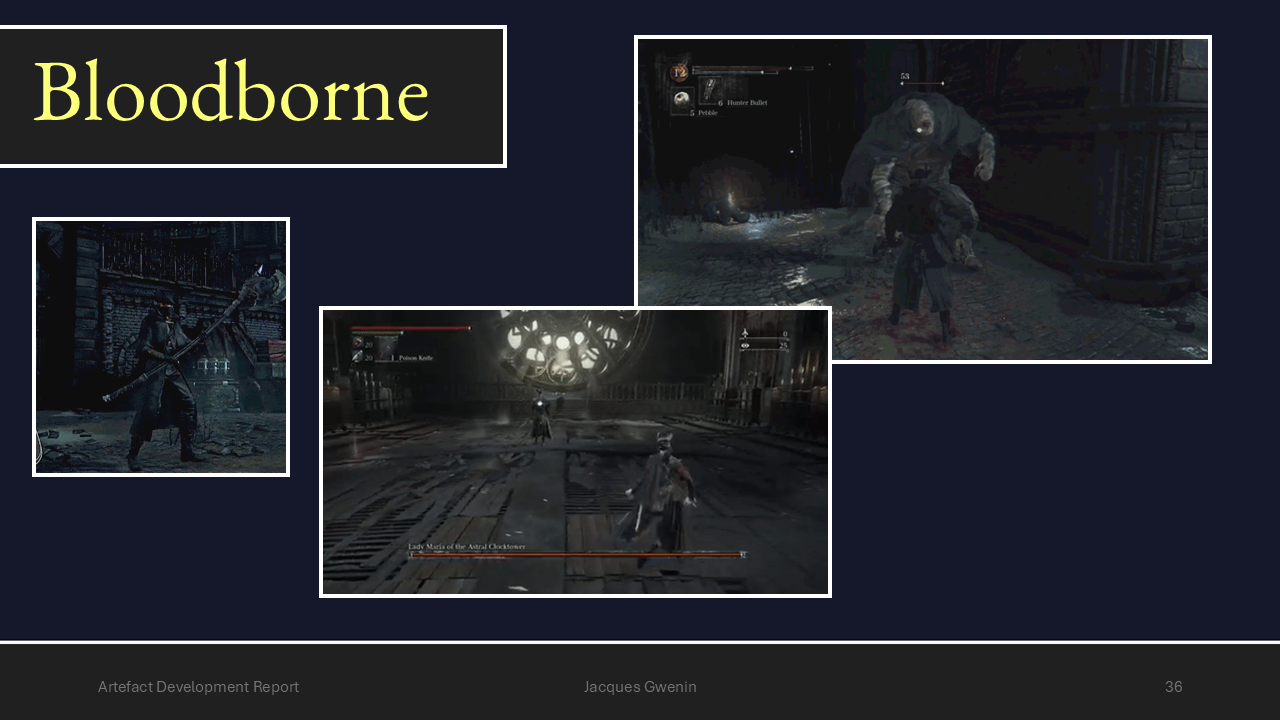 Bloodborne
12
53
6 Hunter Bullet
5 Pebble
20
20
1 Poison Knife
0
25
Lady Maria of the Astral Clocktower
Artefact Development Report
Jacques Gwenin
36